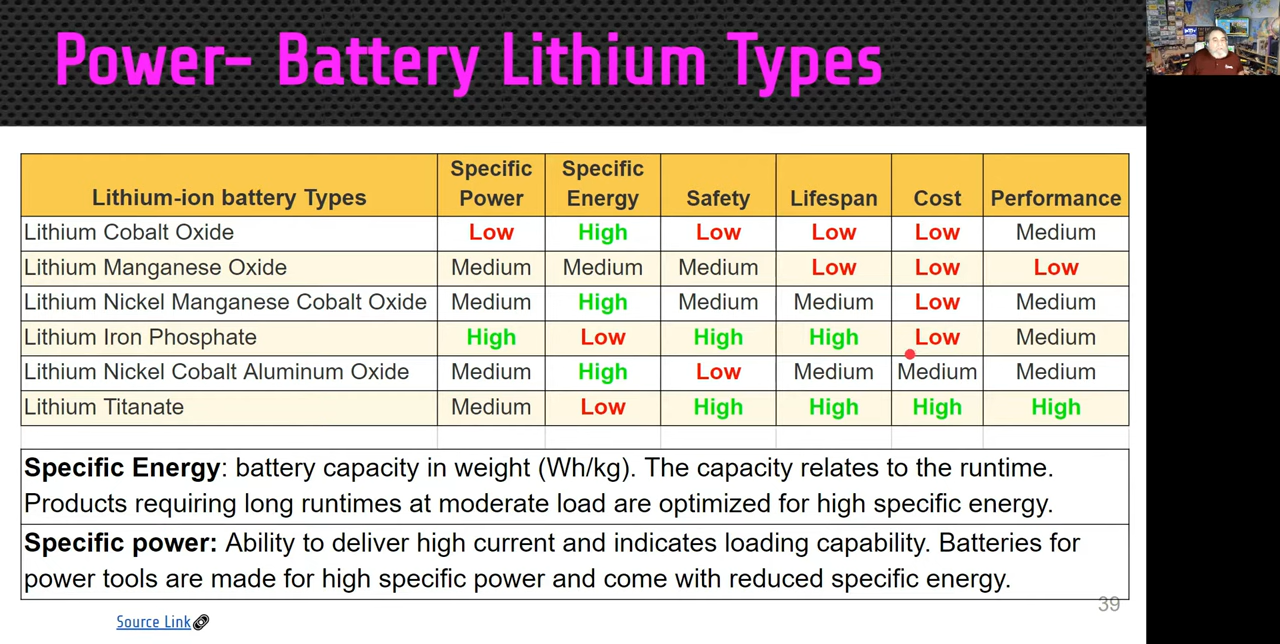 Power– Battery Lithium Types
Lithium-ion battery Types Specific Power Specific Energy Safety Lifespan Cost Performance
Lithium Cobalt Oxide Low High Low Low Low Medium
Lithium Manganese Oxide Medium Medium Medium Low Low Low
Lithium Nickel Manganese Cobalt Oxide Medium High Medium Medium Low Medium
Lithium Iron Phosphate High Low High High Low Medium
Lithium Nickel Cobalt Aluminum Oxide Medium High Low Medium Medium Medium
Lithium Titanate Medium Low High High High High
Specific Energy: battery capacity in weight (Wh/kg). The capacity relates to the runtime.
Products requiring long runtimes at moderate load are optimized for high specific energy.
Specific power: Ability to deliver high current and indicates loading capability. Batteries for
power tools are made for high specific power and come with reduced specific energy.
39
Source Link